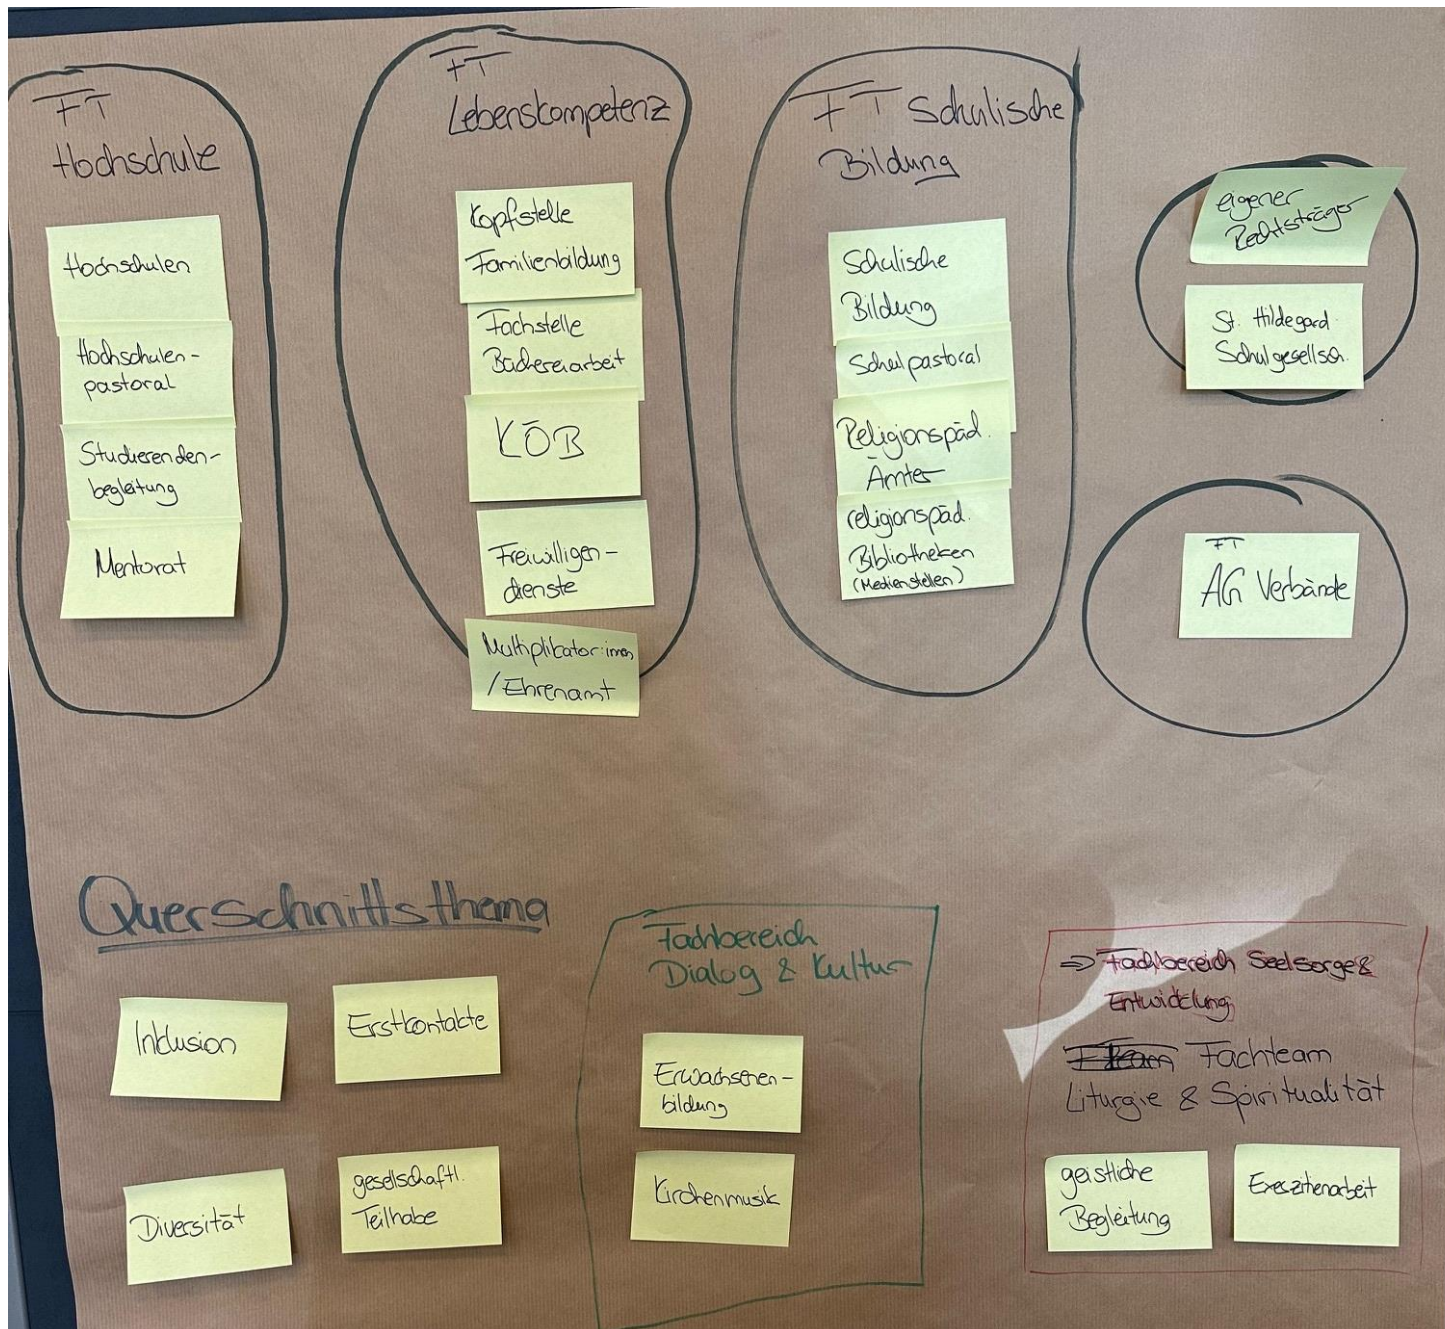 FT
Hochschule
Hochschulen
Hochschulen-
pastoral
Studierenden-
begleitung
Mentorat
FT
Lebenskompetenz
Kopfstelle
Familienbildung
Fachstelle
Büchereiarbeit
KÖB
Freiwilligen-
dienste
Multiplikator:innen
/Ehrenamt
FT Schulische
Bildung
Schulische
Bildung
Schulpastoral
Religionspäd.
Ämter
religionspäd.
Bibliotheken
(Medienstellen)
eigener
Rechtsträger
St. Hildegard
Schulgesellsch.
FT
AG Verbände
Querschnittsthema
Inklusion
Erstkontakte
Diversität
gesellschaftl.
Teilhabe
Fachbereich
Dialog & Kultur
Erwachsenen-
bildung
Kirchenmusik
⇒ Fachbereich Seelsorge &
Entwicklung
Fachteam
Liturgie & Spiritualität
geistliche
Begleitung
Exerzitienarbeit